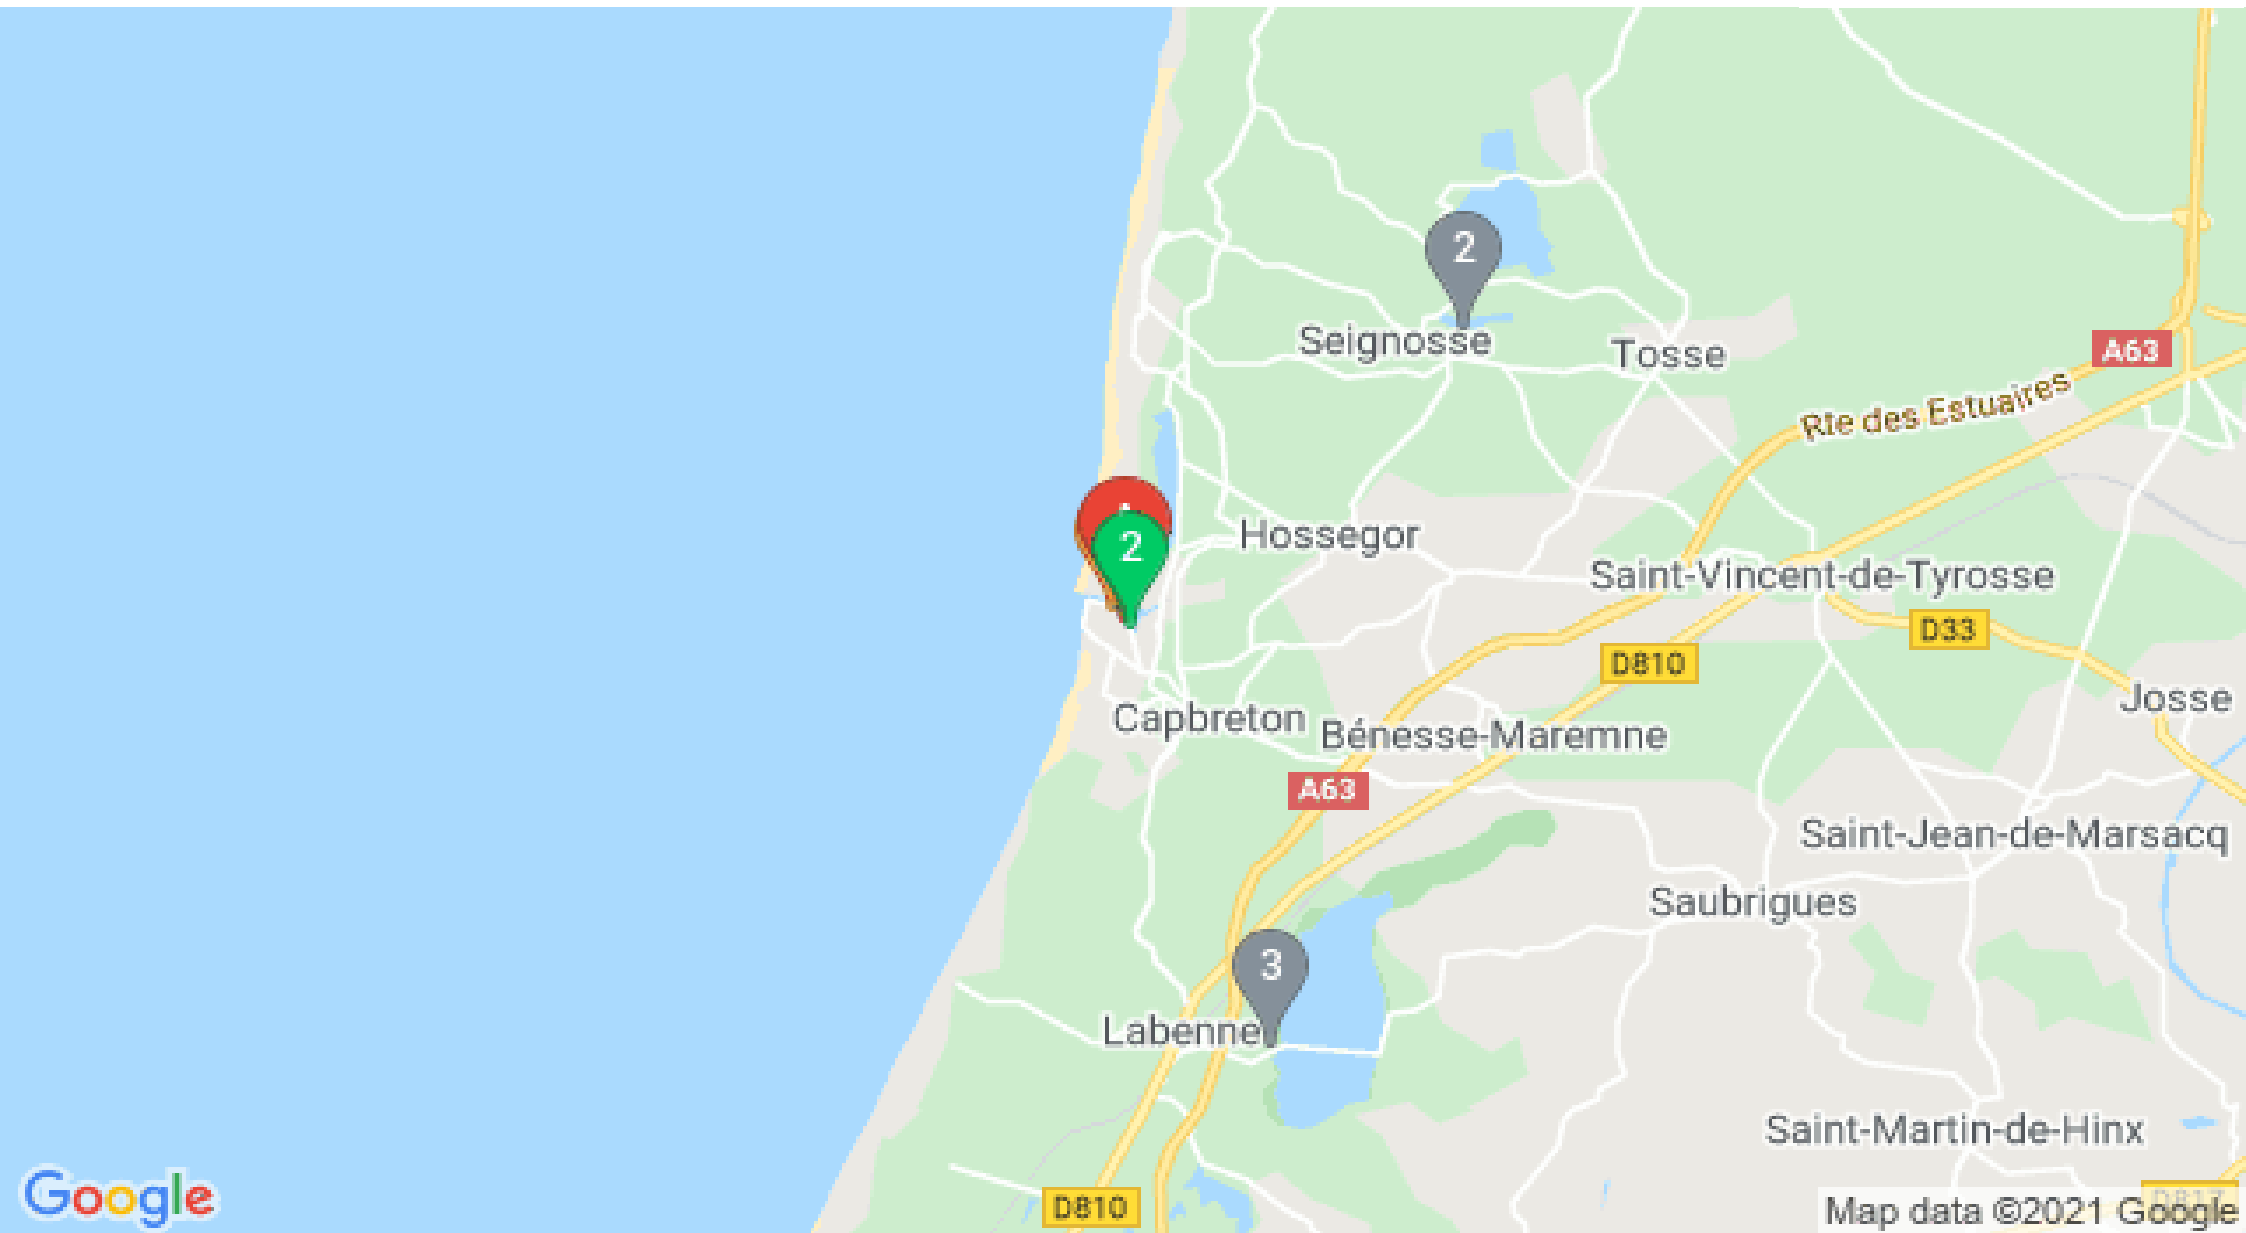 2
Seignosse
Tosse
A63
Rte des Estuaires
2
Hossegor
Saint-Vincent-de-Tyrosse
D33
D810
Josse
Capbreton
Bénesse-Maremne
A63
Saint-Jean-de-Marsacq
Saubrigues
3
Labenne
Saint-Martin-de-Hinx
Google
D810
D817
Map data ©2021 Google